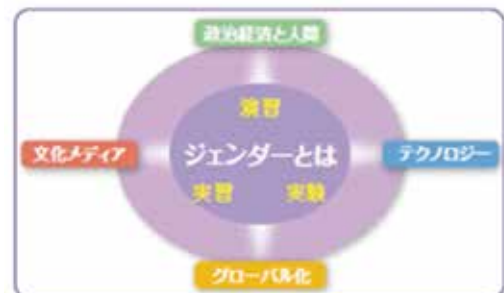 政治経済と人間
演習
文化メディア
ジェンダーとは
テクノロジー
実習
実験
グローバル化